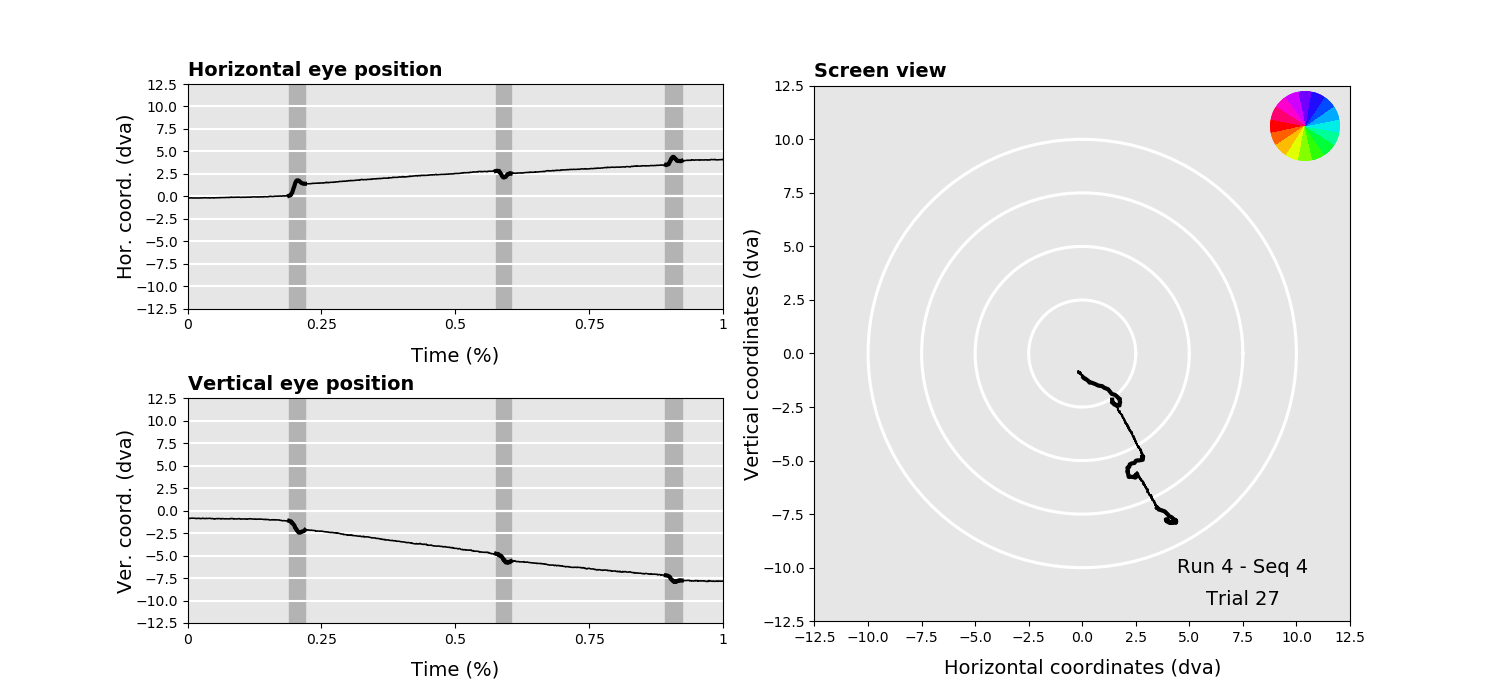 Horizontal eye position
Hor. coord. (dva)
12.5
10.0
7.5
5.0
2.5
0.0
−2.5
−5.0
−7.5
−10.0
−12.5
0 0.25 0.5 0.75 1
Time (%)
Vertical eye position
Ver. coord. (dva)
12.5
10.0
7.5
5.0
2.5
0.0
−2.5
−5.0
−7.5
−10.0
−12.5
0 0.25 0.5 0.75 1
Time (%)
Screen view
Vertical coordinates (dva)
12.5
10.0
7.5
5.0
2.5
0.0
−2.5
−5.0
−7.5
−10.0
−12.5
Run 4 - Seq 4
Trial 27
−12.5 −10.0 −7.5 −5.0 −2.5 0.0 2.5 5.0 7.5 10.0 12.5
Horizontal coordinates (dva)